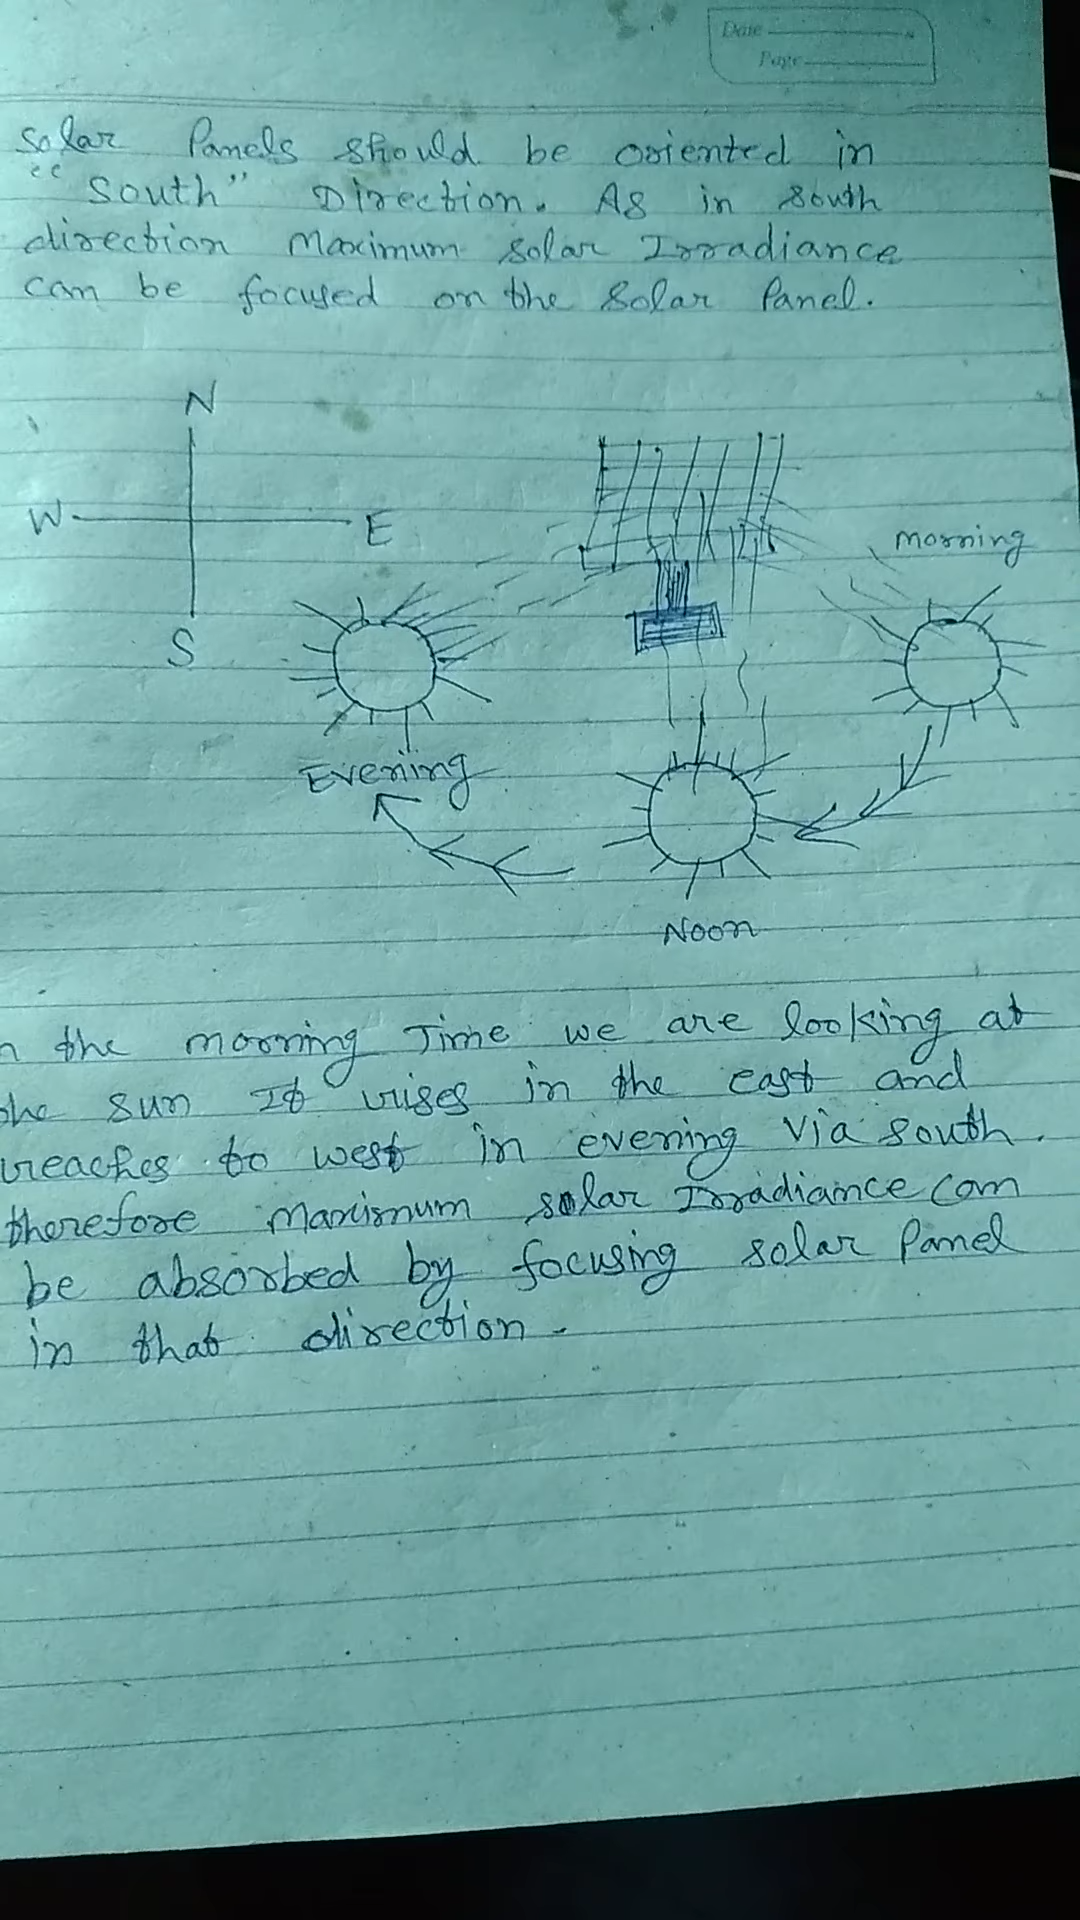 Date
Page
Solar Panels should be oriented in
"South" Direction. As in south
direction Maximum solar Irradiance
can be focused on the Solar Panel.
N
W E
S
Morning
Evening
Noon
n the morning Time we are looking at
the sun It rises in the east and
reaches to west in evening via south.
therefore Maximum solar Irradiance can
be absorbed by focusing solar Panel
in that direction.